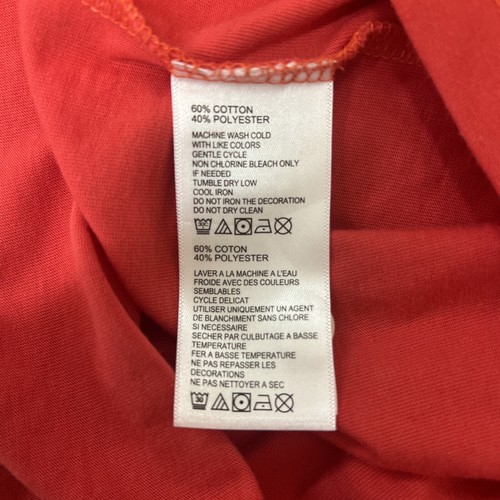 60% COTTON
40% POLYESTER
MACHINE WASH COLD
WITH LIKE COLORS
GENTLE CYCLE
NON CHLORINE BLEACH ONLY
IF NEEDED
TUMBLE DRY LOW
COOL IRON
DO NOT IRON THE DECORATION
DO NOT DRY CLEAN
30
60% COTON
40% POLYESTER
LAVER A LA MACHINE A L'EAU
FROIDE AVEC DES COULEURS
SEMBLABLES
CYCLE DELICAT
UTILISER UNIQUEMENT UN AGENT
DE BLANCHIMENT SANS CHLORE
SI NECESSAIRE
SECHER PAR CULBUTAGE A BASSE
TEMPERATURE
FER A BASSE TEMPERATURE
NE PAS REPASSER LES
DECORATIONS
NE PAS NETTOYER A SEC
30